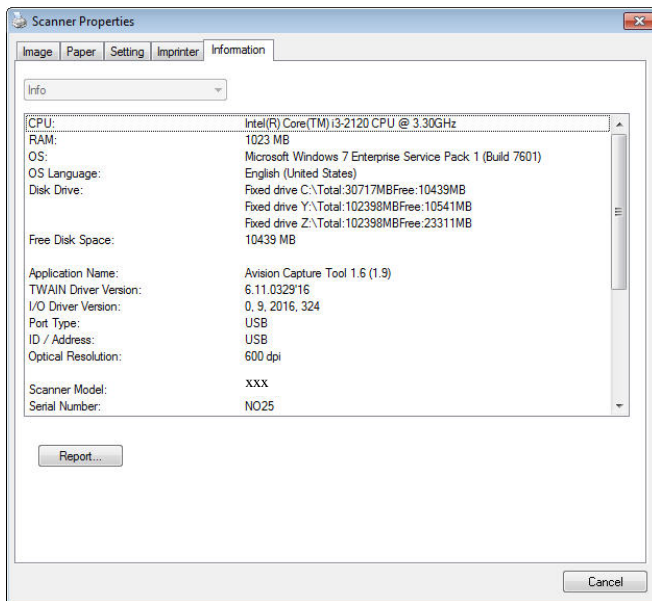 Scanner Properties
Image Paper Setting Imprinter Information
Info
CPU: Intel(R) Core(TM) i3-2120 CPU @ 3.30GHz
RAM: 1023 MB
OS: Microsoft Windows 7 Enterprise Service Pack 1 (Build 7601)
OS Language: English (United States)
Disk Drive: Fixed drive C:\Total:30717MBFree:10439MB
Fixed drive Y:\Total:102398MBFree:10541MB
Fixed drive Z:\Total:102398MBFree:23311MB
Free Disk Space: 10439 MB
Application Name: Avision Capture Tool 1.6 (1.9)
TWAIN Driver Version: 6.11.0329'16
I/O Driver Version: 0, 9, 2016, 324
Port Type: USB
ID / Address: USB
Optical Resolution: 600 dpi
Scanner Model: xxx
Serial Number: NO25
Report...
Cancel